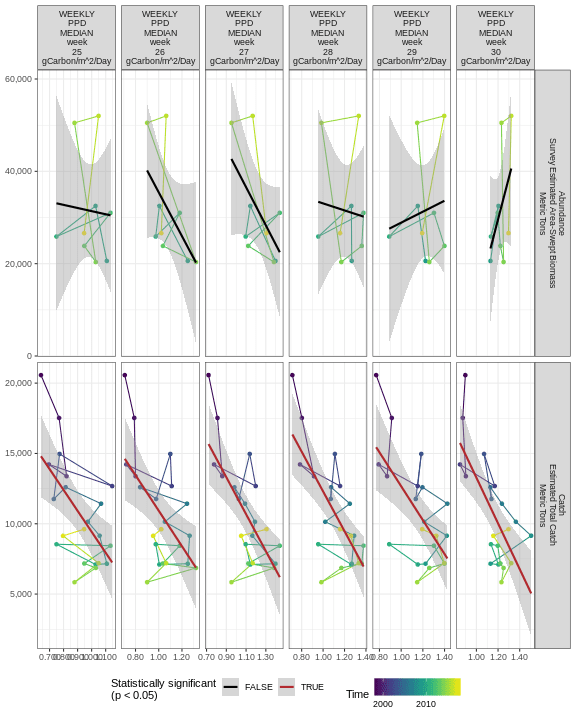 WEEKLY
PPD
MEDIAN
week
25
gCarbon/m^2/Day
WEEKLY
PPD
MEDIAN
week
26
gCarbon/m^2/Day
WEEKLY
PPD
MEDIAN
week
27
gCarbon/m^2/Day
WEEKLY
PPD
MEDIAN
week
28
gCarbon/m^2/Day
WEEKLY
PPD
MEDIAN
week
29
gCarbon/m^2/Day
WEEKLY
PPD
MEDIAN
week
30
gCarbon/m^2/Day
60,000
40,000
20,000
0
Abundance
Survey Estimated Area-Swept Biomass
Metric Tons
20,000
15,000
10,000
5,000
Catch
Estimated Total Catch
Metric Tons
0.80 1.00 1.20
0.70 0.90 1.10 1.30
0.80 1.00 1.20 1.40
0.80 1.00 1.20 1.40
1.00 1.20 1.40
Statistically significant
(p < 0.05)
FALSE
TRUE
Time
2000
2010